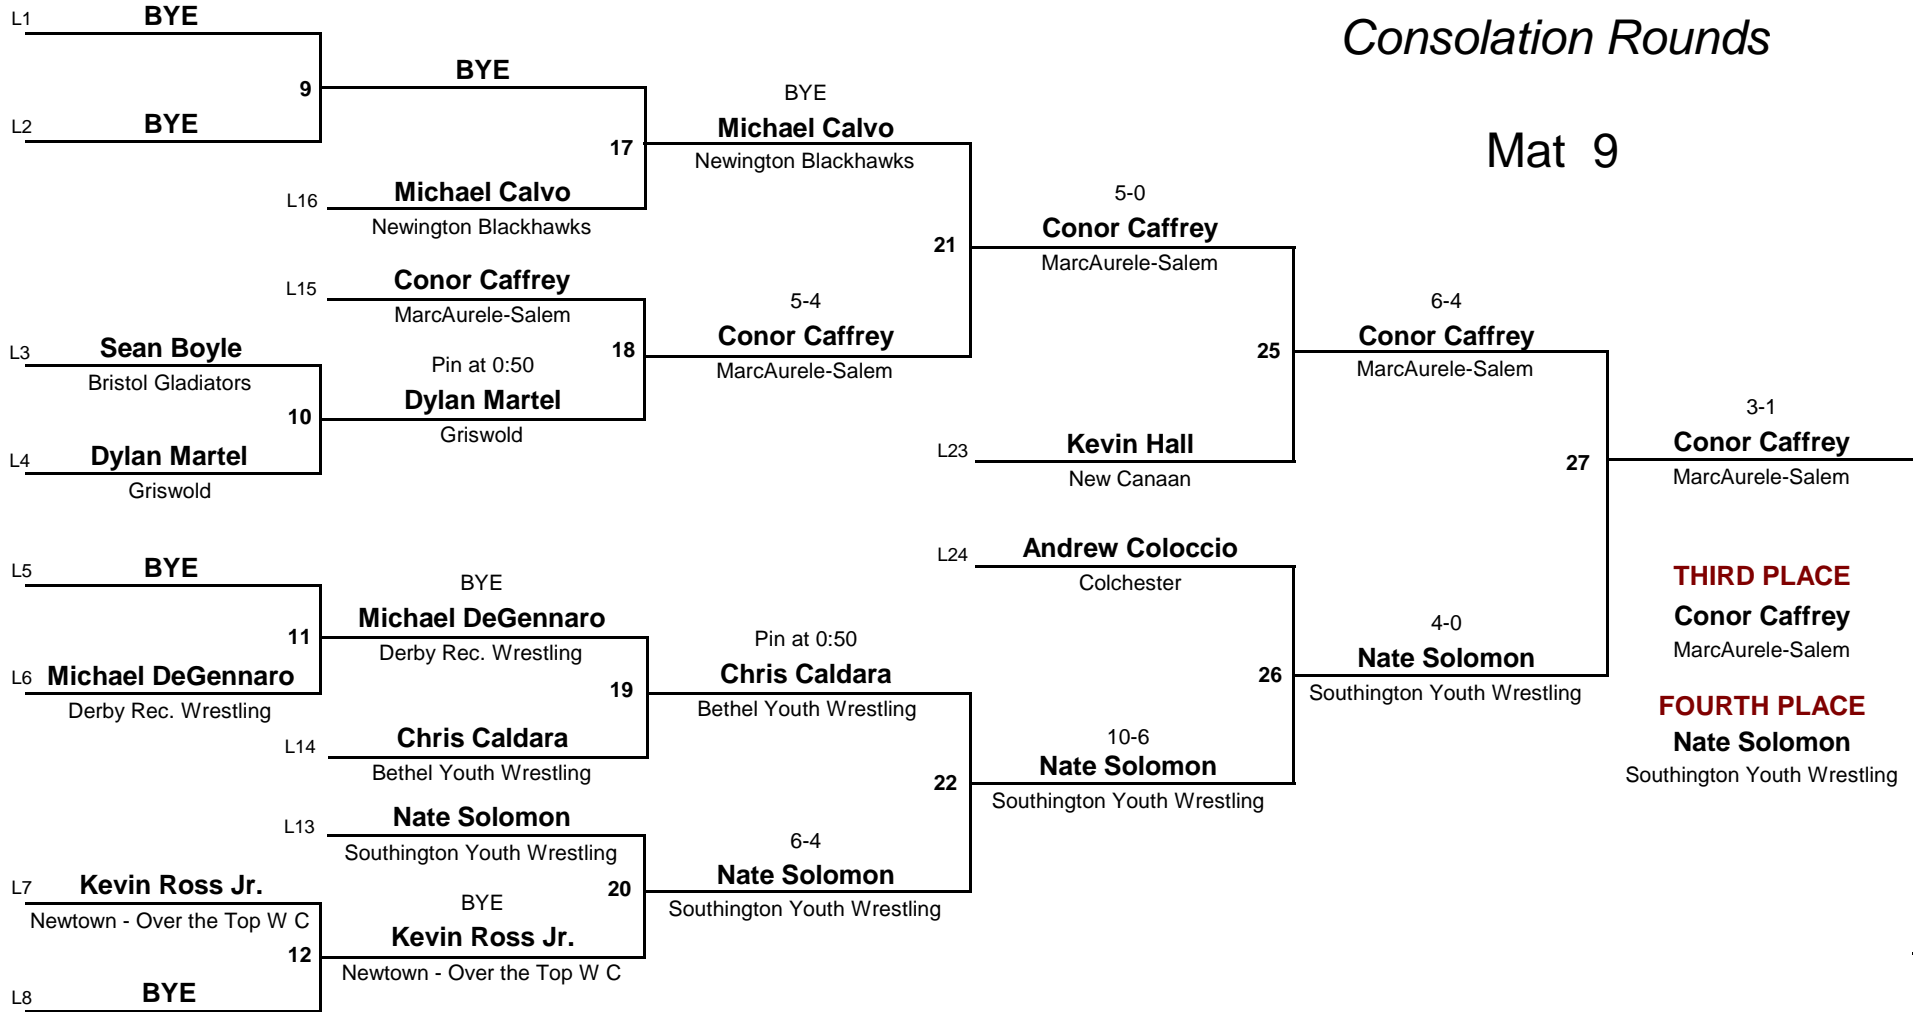 Consolation Rounds
Mat 9
L1
BYE
9
L2
BYE
BYE
17
L16
Michael Calvo
Newington Blackhawks
BYE
Michael Calvo
Newington Blackhawks
21
L15
Conor Caffrey
MarcAurele-Salem
18
L3
Sean Boyle
Bristol Gladiators
10
L4
Dylan Martel
Griswold
Pin at 0:50
Dylan Martel
Griswold
5-4
Conor Caffrey
MarcAurele-Salem
5-0
Conor Caffrey
MarcAurele-Salem
25
L23
Kevin Hall
New Canaan
6-4
Conor Caffrey
MarcAurele-Salem
27
3-1
Conor Caffrey
MarcAurele-Salem
L5
BYE
11
L6
Michael DeGennaro
Derby Rec. Wrestling
BYE
Michael DeGennaro
Derby Rec. Wrestling
19
L14
Chris Caldara
Bethel Youth Wrestling
Pin at 0:50
Chris Caldara
Bethel Youth Wrestling
22
L13
Nate Solomon
Southington Youth Wrestling
20
L7
Kevin Ross Jr.
Newtown - Over the Top W C
12
L8
BYE
BYE
Kevin Ross Jr.
Newtown - Over the Top W C
6-4
Nate Solomon
Southington Youth Wrestling
L24
Andrew Coloccio
Colchester
26
10-6
Nate Solomon
Southington Youth Wrestling
4-0
Nate Solomon
Southington Youth Wrestling
THIRD PLACE
Conor Caffrey
MarcAurele-Salem
FOURTH PLACE
Nate Solomon
Southington Youth Wrestling